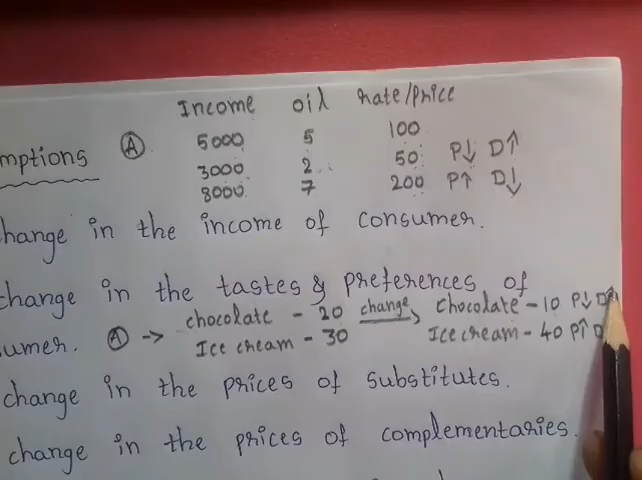 Income oil rate/price
mptions A 5000 5 100
3000 2 50 P↓ D↑
8000 7 200 P↑ D↓
hange in the income of consumer.
change in the tastes & preferences of
chocolate - 20 change chocolate - 10 P↓ D↑
umer. A → Ice cream - 30 Ice cream - 40 P↑ D
change in the prices of substitutes.
change in the prices of complementaries.